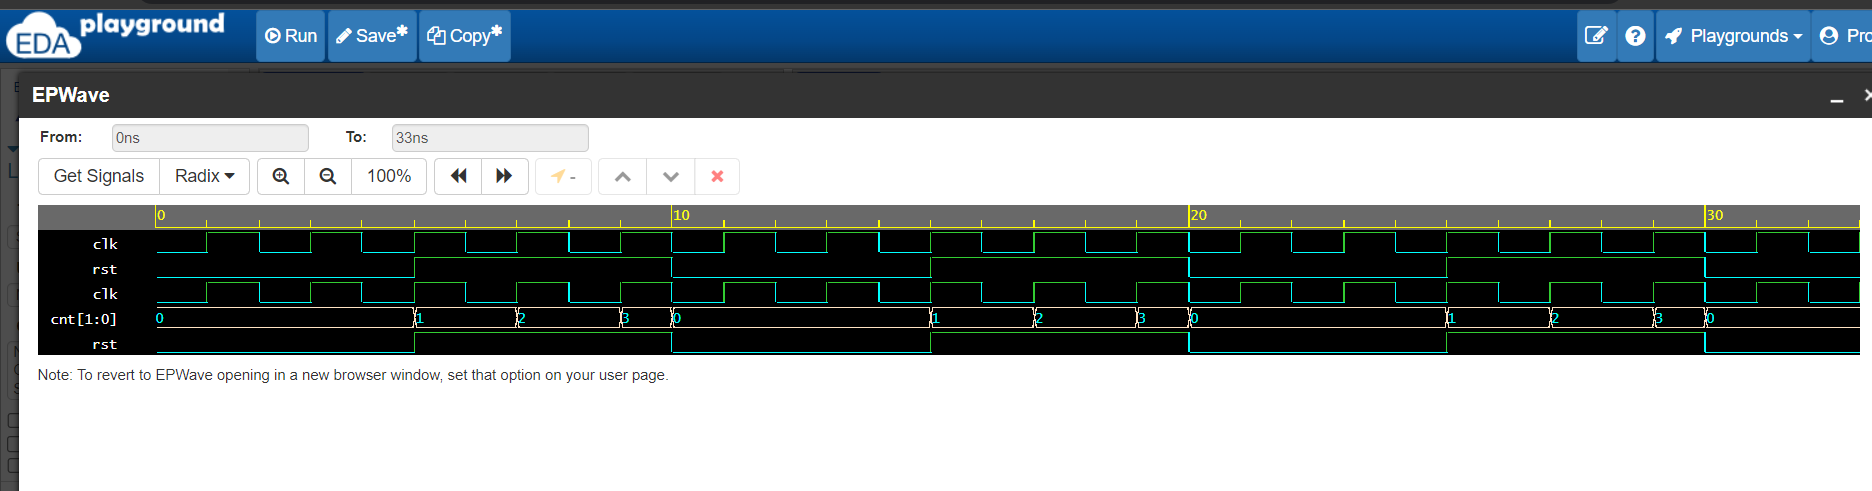 EDA playground
Run
Save*
Copy*
Playgrounds
Pro
EPWave
From: 0ns To: 33ns
Get Signals Radix 100% -
0 10 20 30
clk
rst
clk
cnt[1:0] 0 1 2 3 0 1 2 3 0 1 2 3 0
rst
Note: To revert to EPWave opening in a new browser window, set that option on your user page.